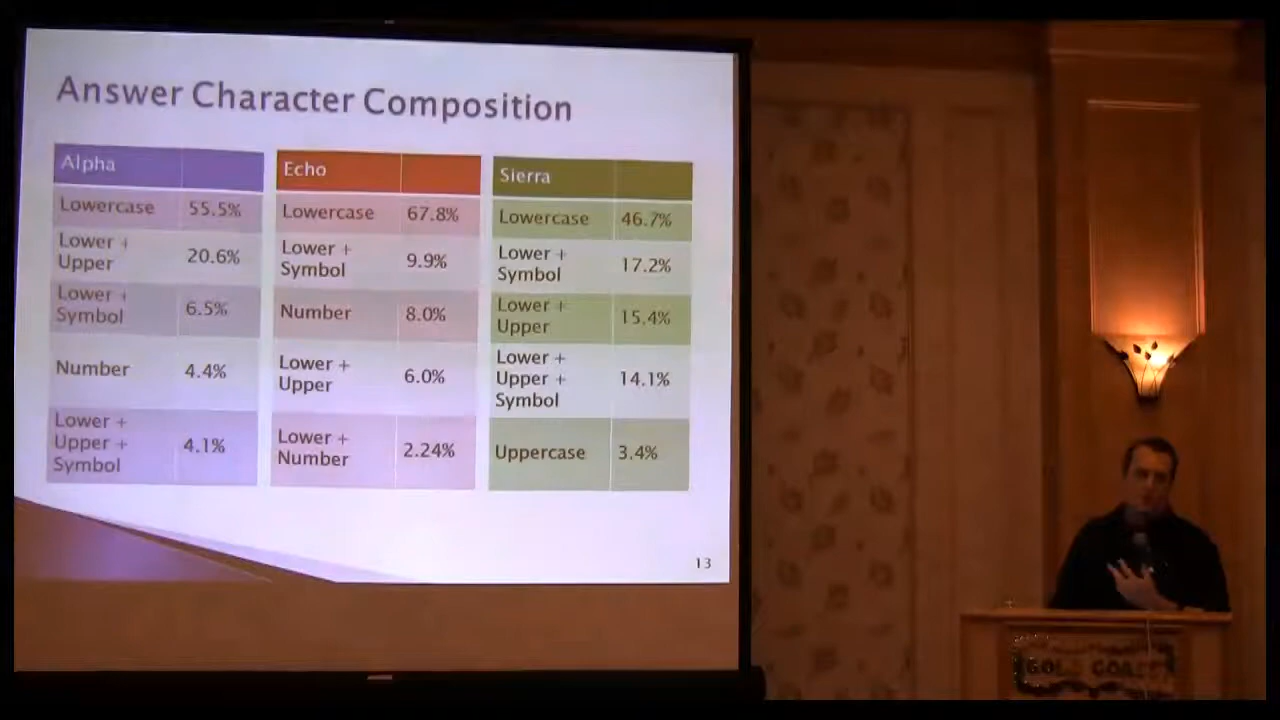 Answer Character Composition
Alpha
Lowercase 55.5%
Lower +
Upper 20.6%
Lower +
Symbol 6.5%
Number 4.4%
Lower +
Upper +
Symbol 4.1%
Echo
Lowercase 67.8%
Lower +
Symbol 9.9%
Number 8.0%
Lower +
Upper 6.0%
Lower +
Number 2.24%
Sierra
Lowercase 46.7%
Lower +
Symbol 17.2%
Lower +
Upper 15.4%
Lower +
Upper +
Symbol 14.1%
Uppercase 3.4%
13
GOLD COAST